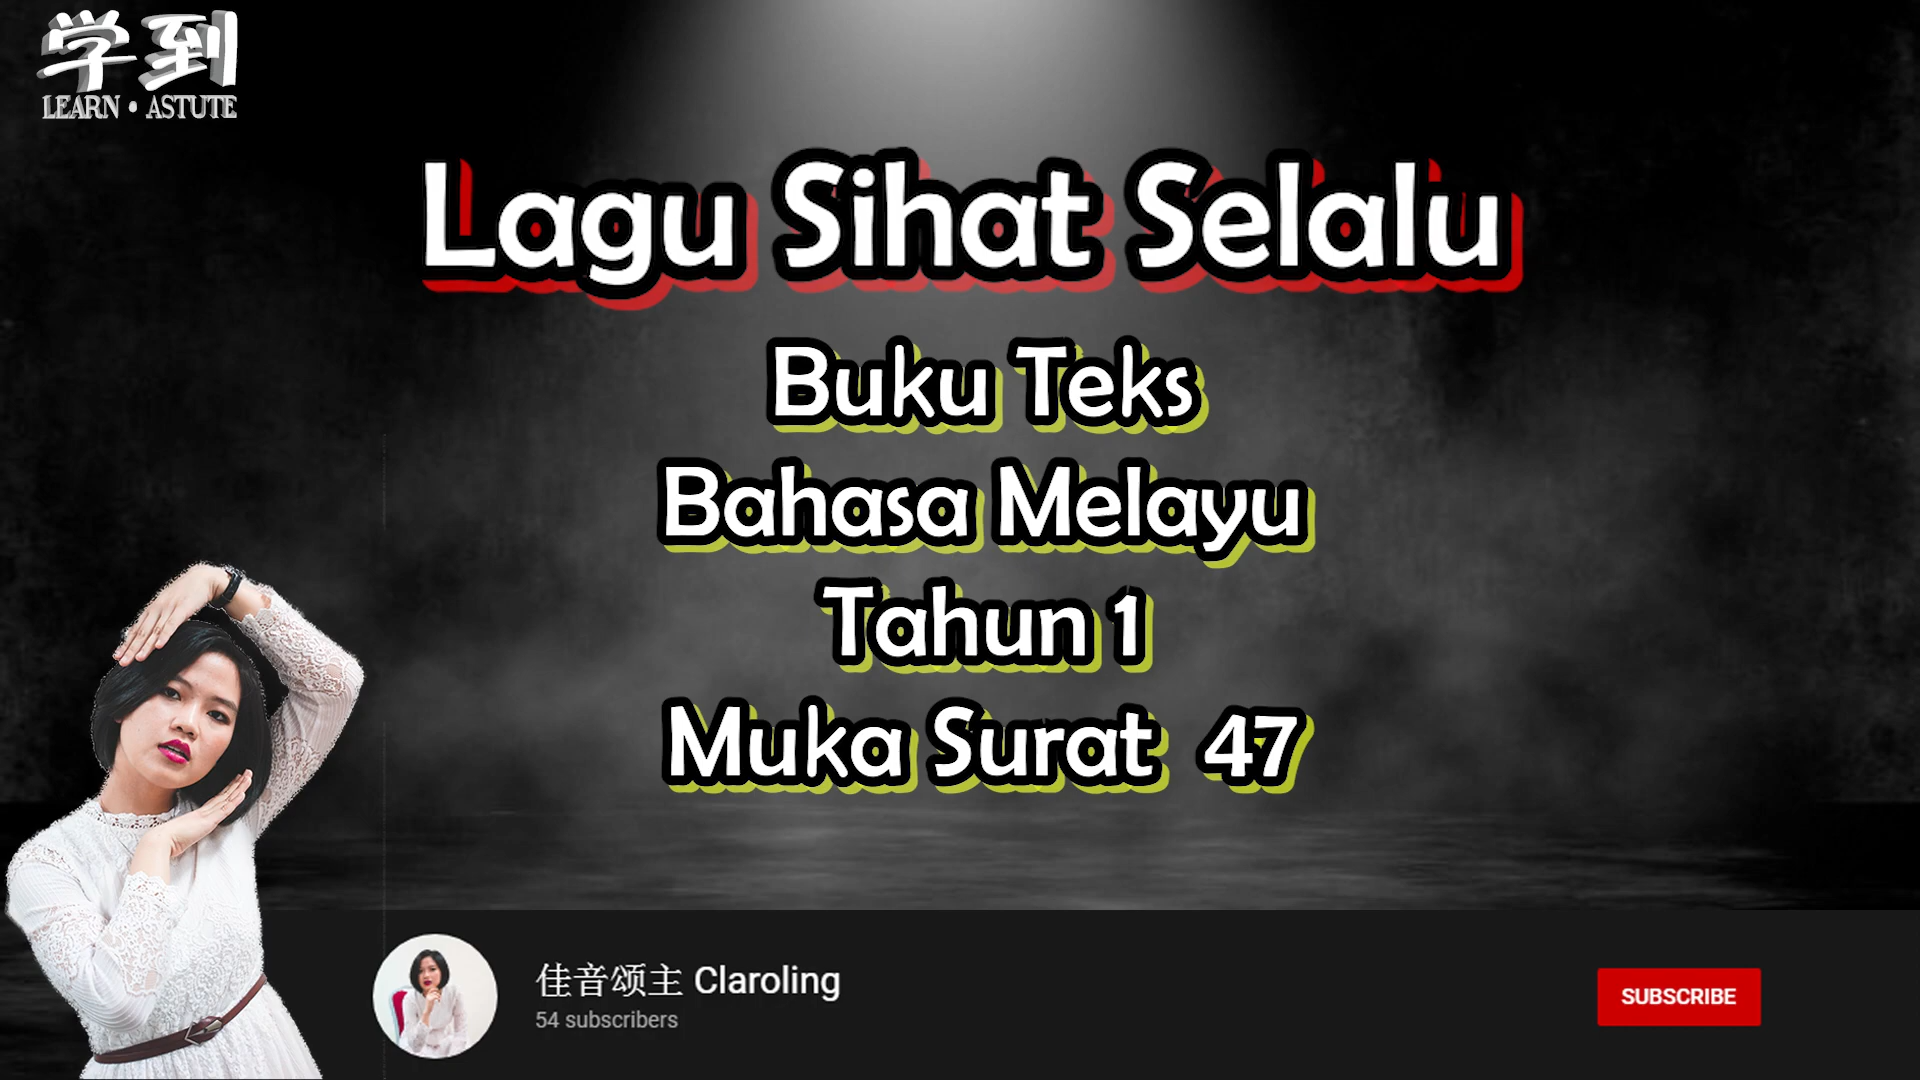 学到
LEARN • ASTUTE
Lagu Sihat Selalu
Buku Teks
Bahasa Melayu
Tahun 1
Muka Surat 47
佳音颂主 Claroling
54 subscribers
SUBSCRIBE